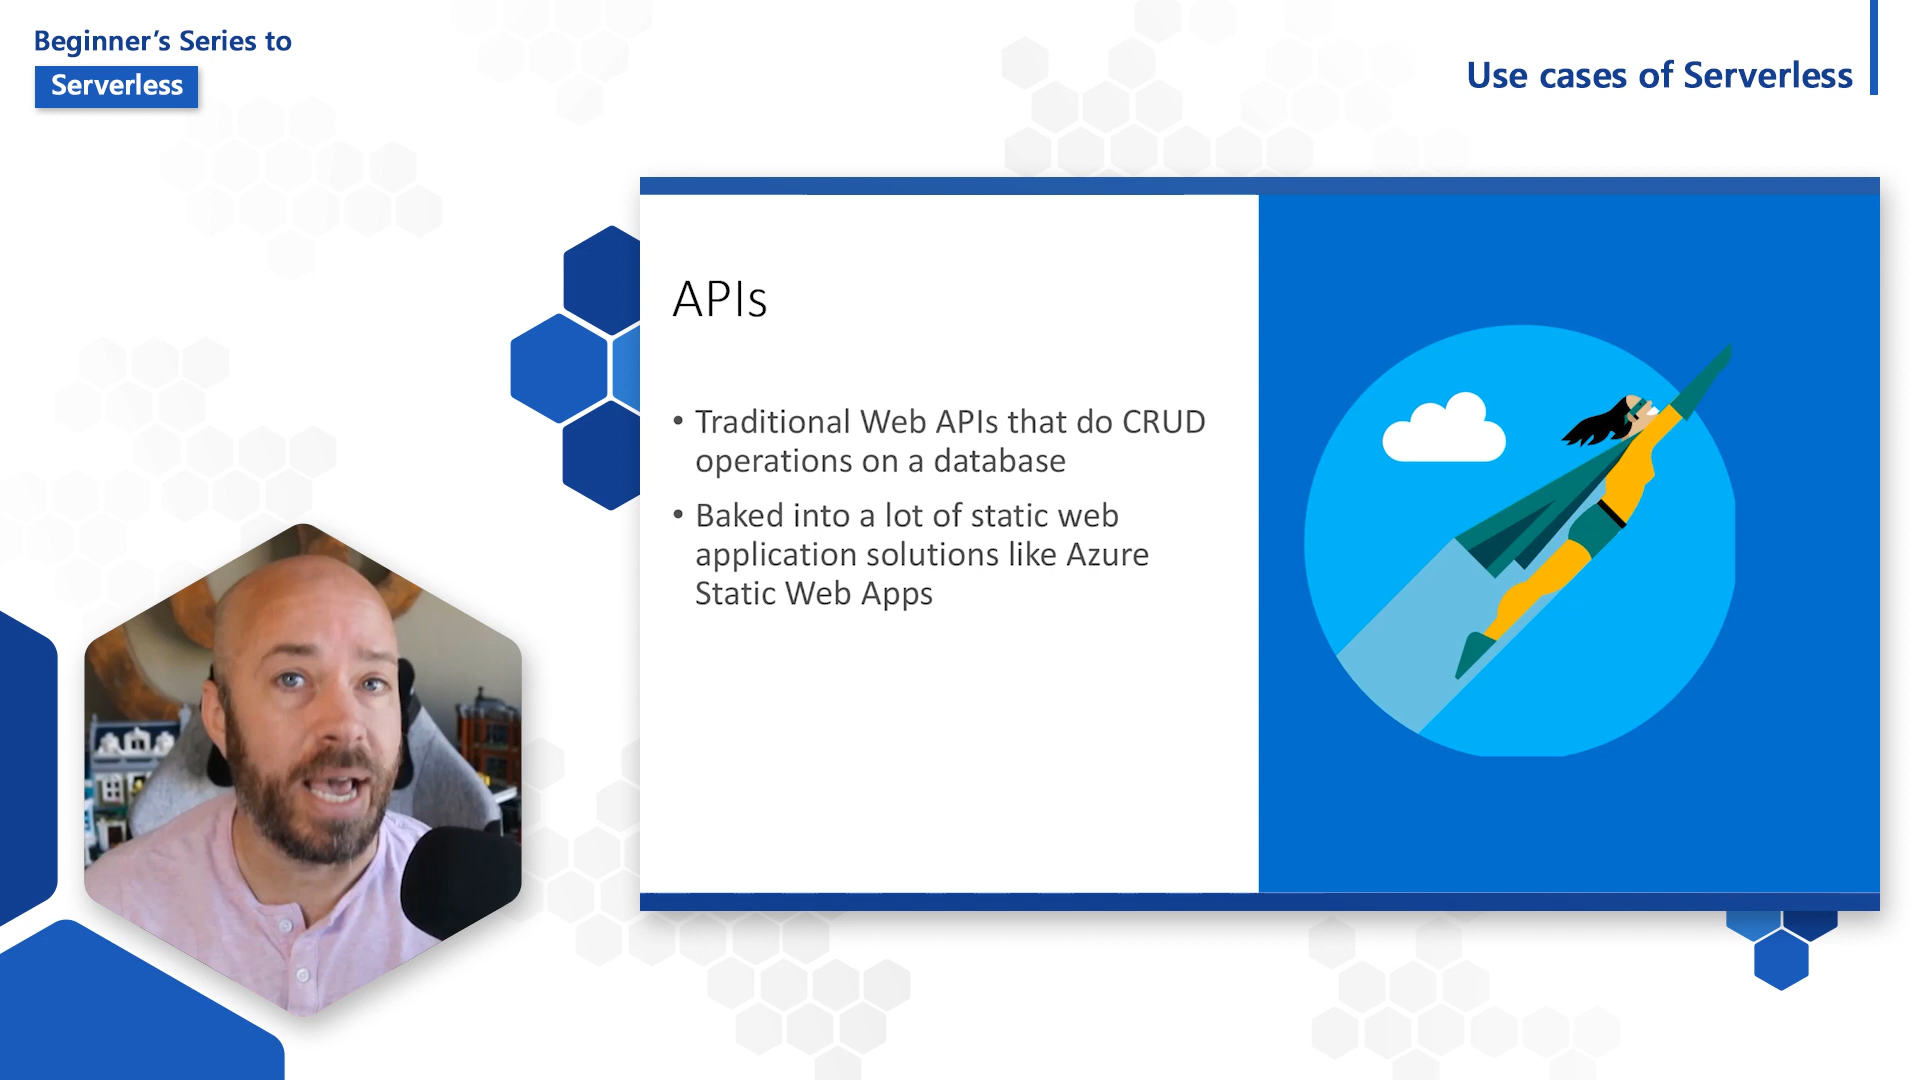 Beginner’s Series to
Serverless
Use cases of Serverless
APIs
• Traditional Web APIs that do CRUD
operations on a database
• Baked into a lot of static web
application solutions like Azure
Static Web Apps